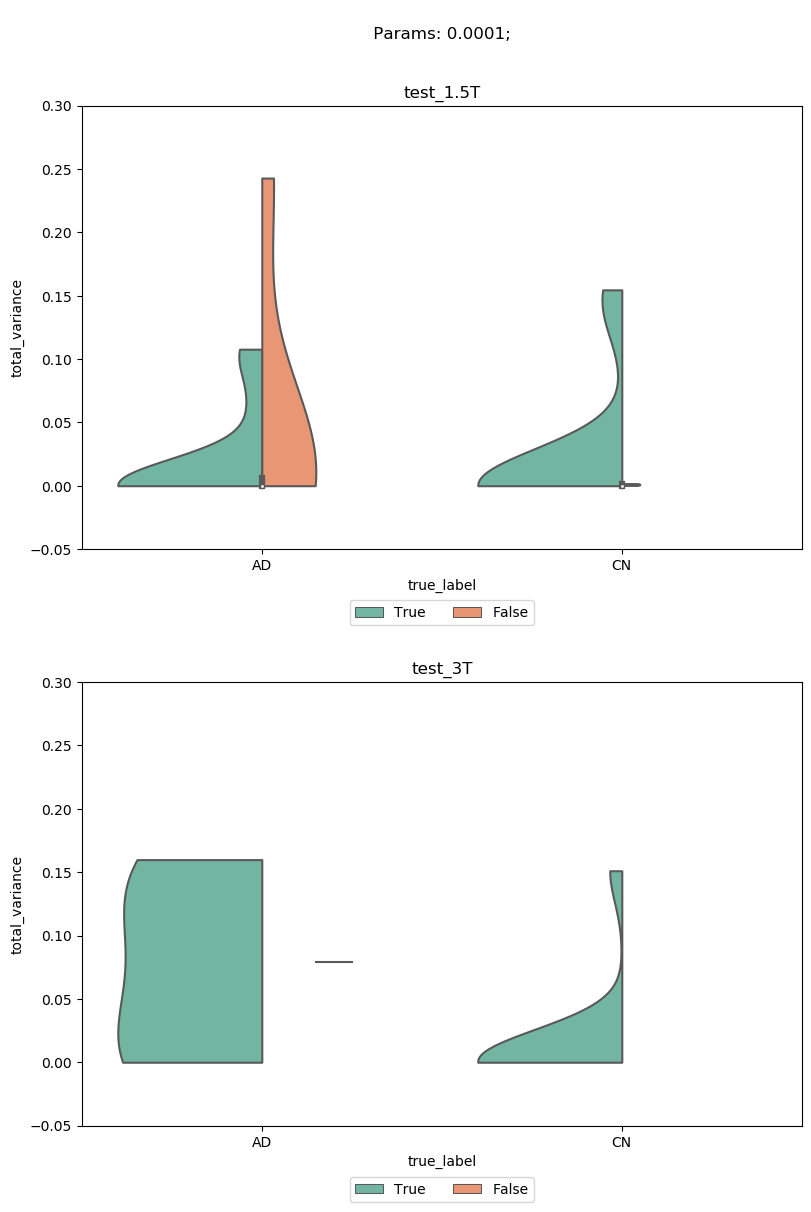 Params: 0.0001;
test_1.5T
0.30
0.25
0.20
0.15
0.10
0.05
0.00
−0.05
total_variance
AD CN
true_label
True False
test_3T
0.30
0.25
0.20
0.15
0.10
0.05
0.00
−0.05
total_variance
AD CN
true_label
True False